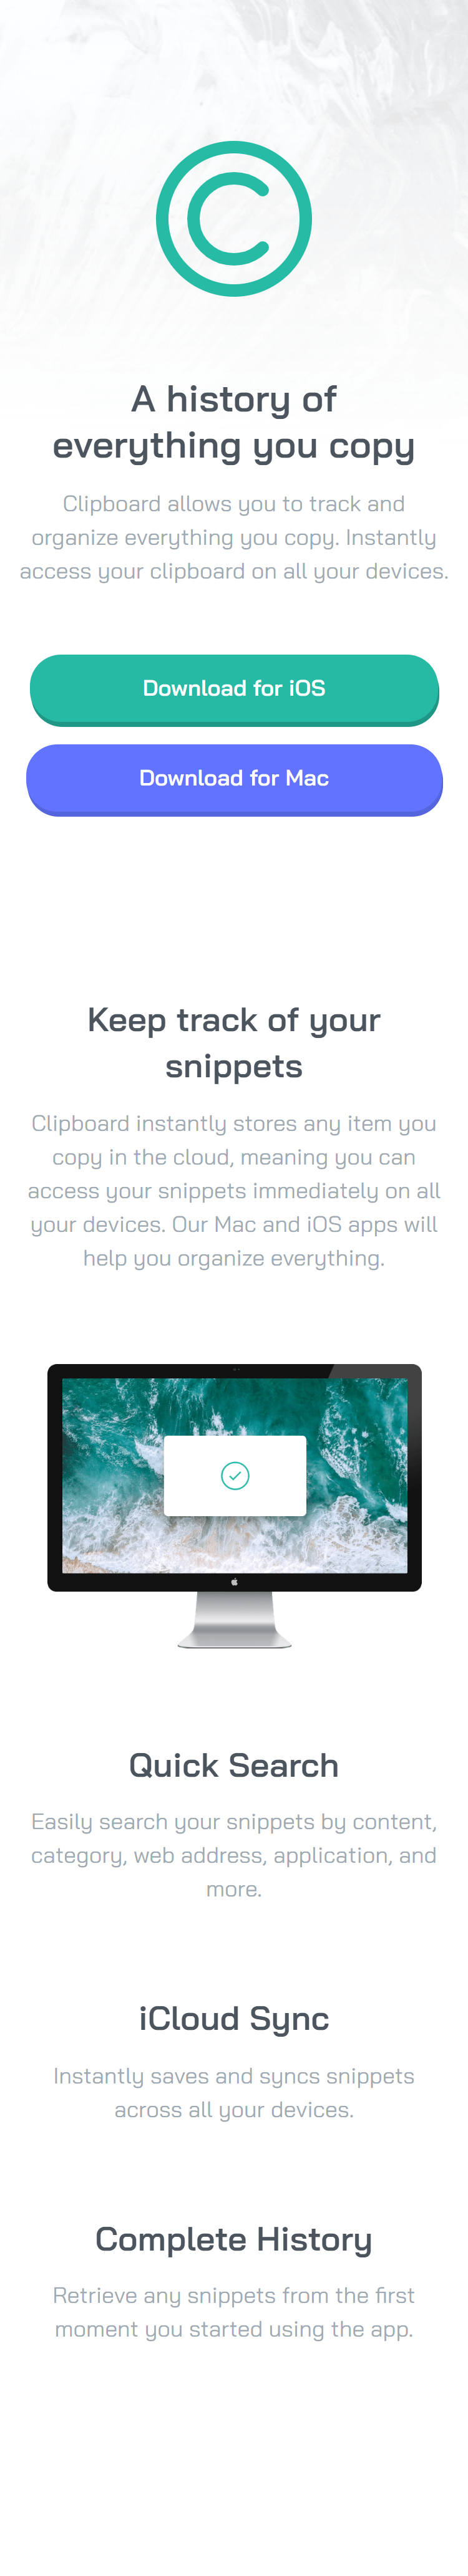 A history of
everything you copy
Clipboard allows you to track and
organize everything you copy. Instantly
access your clipboard on all your devices.
Download for iOS
Download for Mac
Keep track of your
snippets
Clipboard instantly stores any item you
copy in the cloud, meaning you can
access your snippets immediately on all
your devices. Our Mac and iOS apps will
help you organize everything.
Quick Search
Easily search your snippets by content,
category, web address, application, and
more.
iCloud Sync
Instantly saves and syncs snippets
across all your devices.
Complete History
Retrieve any snippets from the first
moment you started using the app.